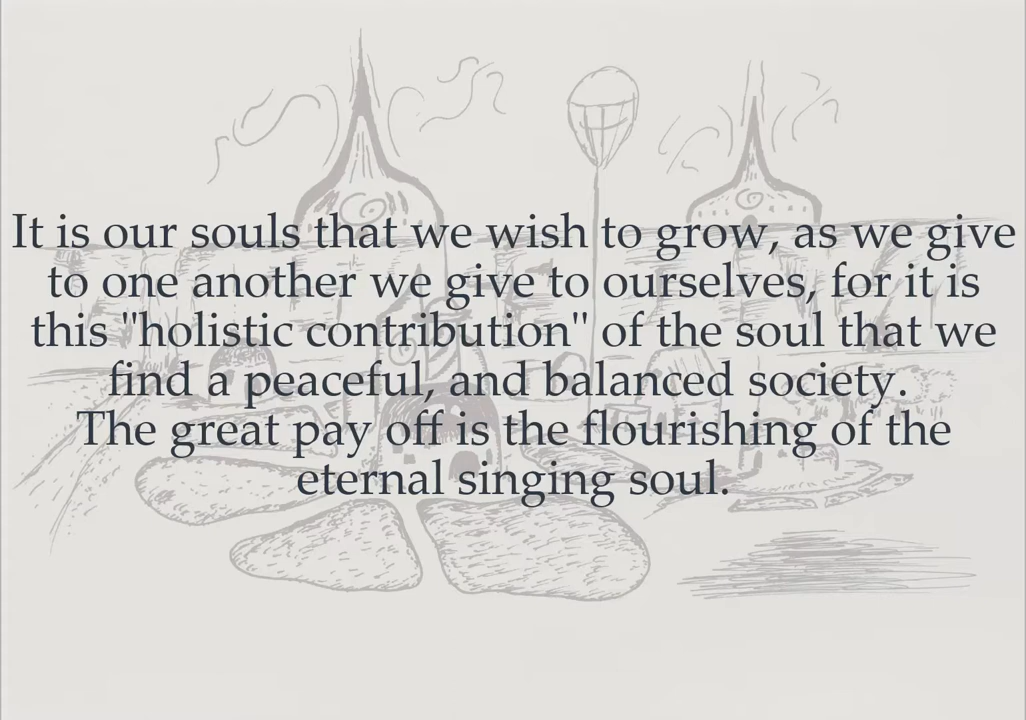 It is our souls that we wish to grow, as we give
to one another we give to ourselves, for it is
this "holistic contribution" of the soul that we
find a peaceful, and balanced society.
The great pay off is the flourishing of the
eternal singing soul.